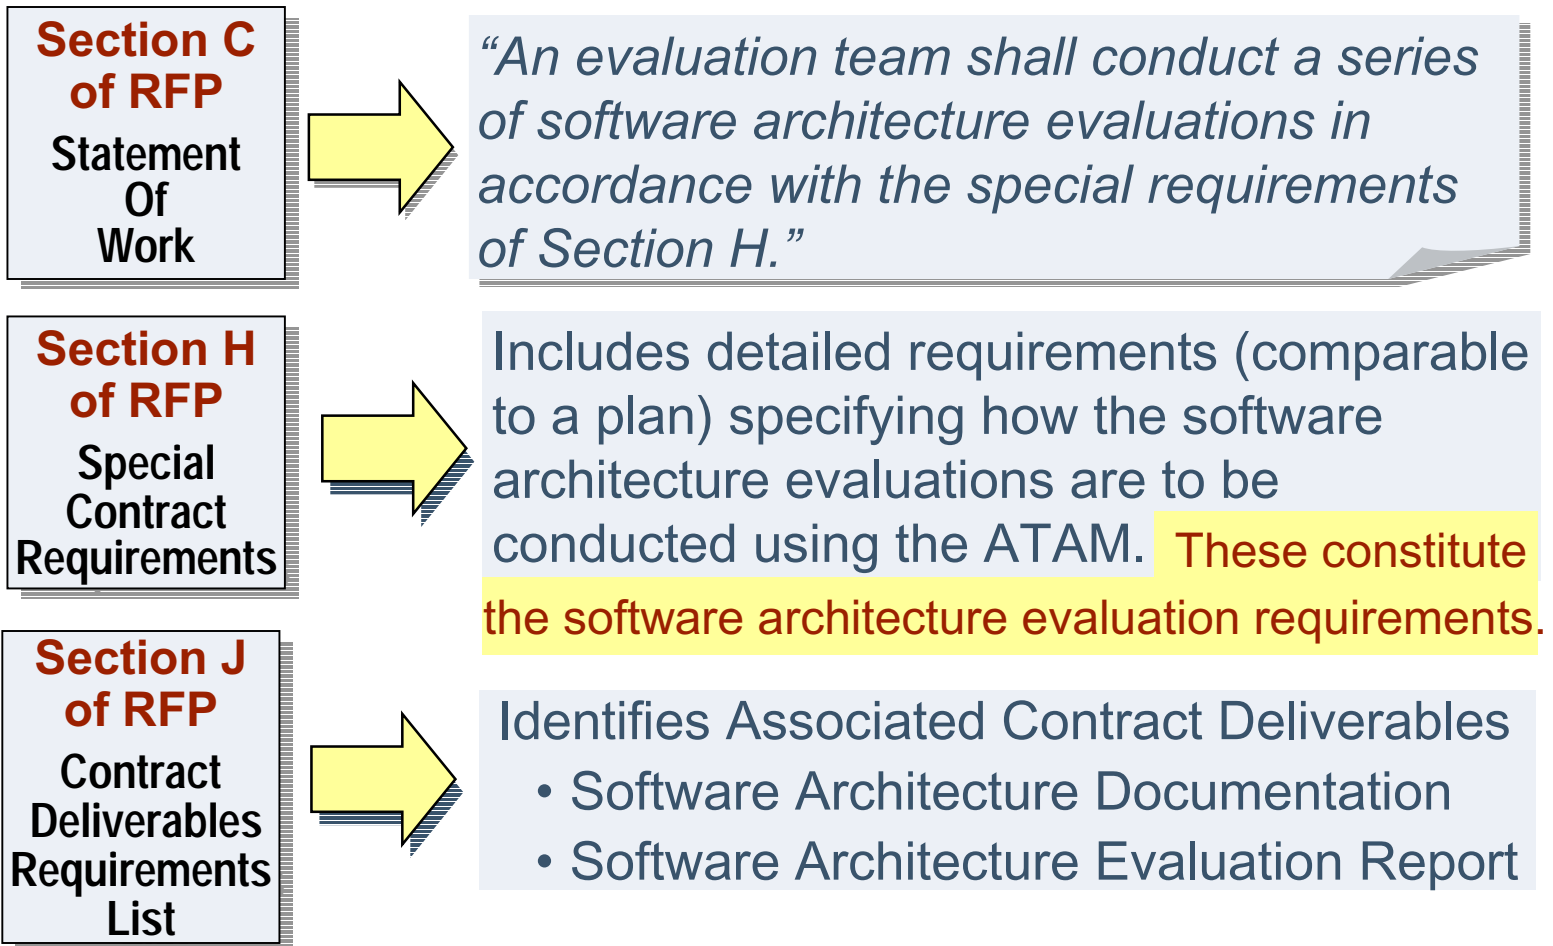 Section C
of RFP
Statement
Of
Work
“An evaluation team shall conduct a series
of software architecture evaluations in
accordance with the special requirements
of Section H.”
Section H
of RFP
Special
Contract
Requirements
Includes detailed requirements (comparable
to a plan) specifying how the software
architecture evaluations are to be
conducted using the ATAM. These constitute
the software architecture evaluation requirements.
Section J
of RFP
Contract
Deliverables
Requirements
List
Identifies Associated Contract Deliverables
• Software Architecture Documentation
• Software Architecture Evaluation Report